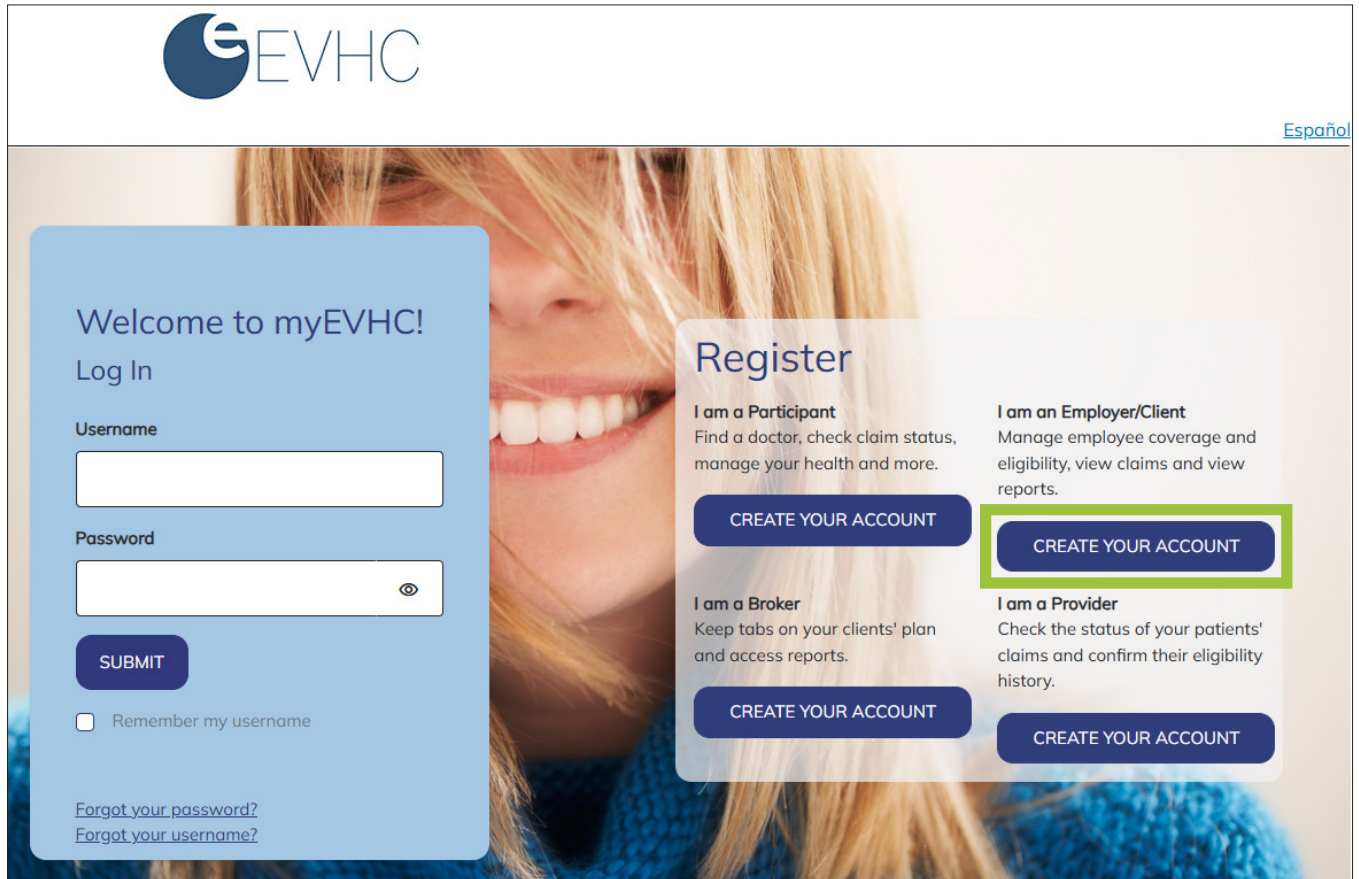 eEVHC
Español
Welcome to myEVHC!
Log In
Username
Password
SUBMIT
Remember my username
Forgot your password?
Forgot your username?
Register
I am a Participant
Find a doctor, check claim status,
manage your health and more.
CREATE YOUR ACCOUNT
I am an Employer/Client
Manage employee coverage and
eligibility, view claims and view
reports.
CREATE YOUR ACCOUNT
I am a Broker
Keep tabs on your clients' plan
and access reports.
CREATE YOUR ACCOUNT
I am a Provider
Check the status of your patients'
claims and confirm their eligibility
history.
CREATE YOUR ACCOUNT